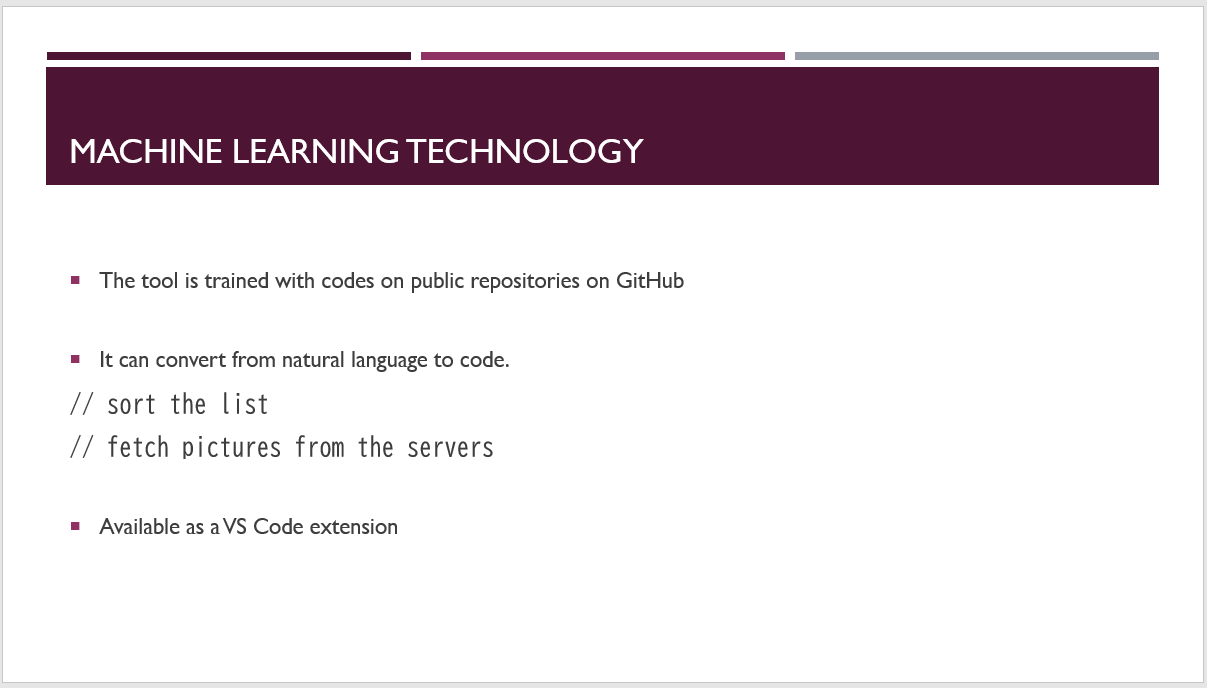 MACHINE LEARNING TECHNOLOGY
The tool is trained with codes on public repositories on GitHub
It can convert from natural language to code.
// sort the list
// fetch pictures from the servers
Available as a VS Code extension